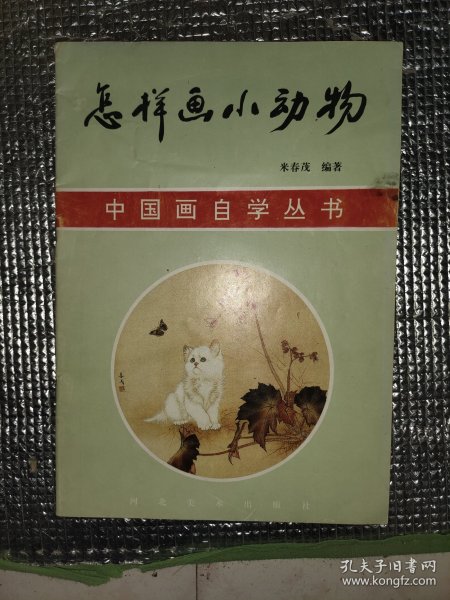 怎样画小动物
米春茂 编著
中国画自学丛书
河北美术出版社
孔夫子旧书网
www.kongfz.com